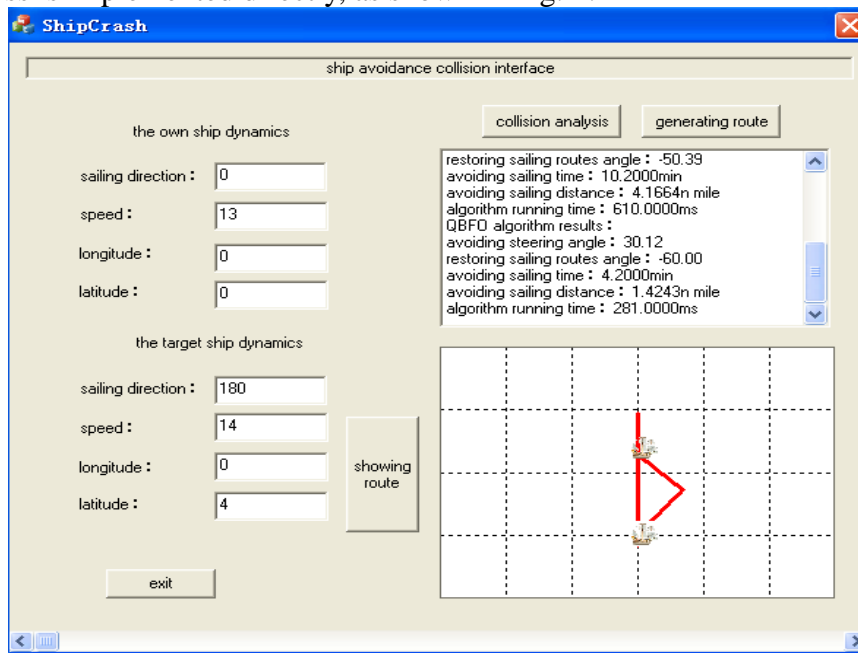 ShipCrash
ship avoidance collision interface
the own ship dynamics
sailing direction：
0
speed：
13
longitude：
0
latitude：
0
the target ship dynamics
sailing direction：
180
speed：
14
longitude：
0
latitude：
4
showing
route
exit
collision analysis
generating route
restoring sailing routes angle：-50.39
avoiding sailing time：10.2000min
avoiding sailing distance：4.1664n mile
algorithm running time：610.0000ms
QBFO algorithm results：
avoiding steering angle：30.12
restoring sailing routes angle：-60.00
avoiding sailing time：4.2000min
avoiding sailing distance：1.4243n mile
algorithm running time：281.0000ms